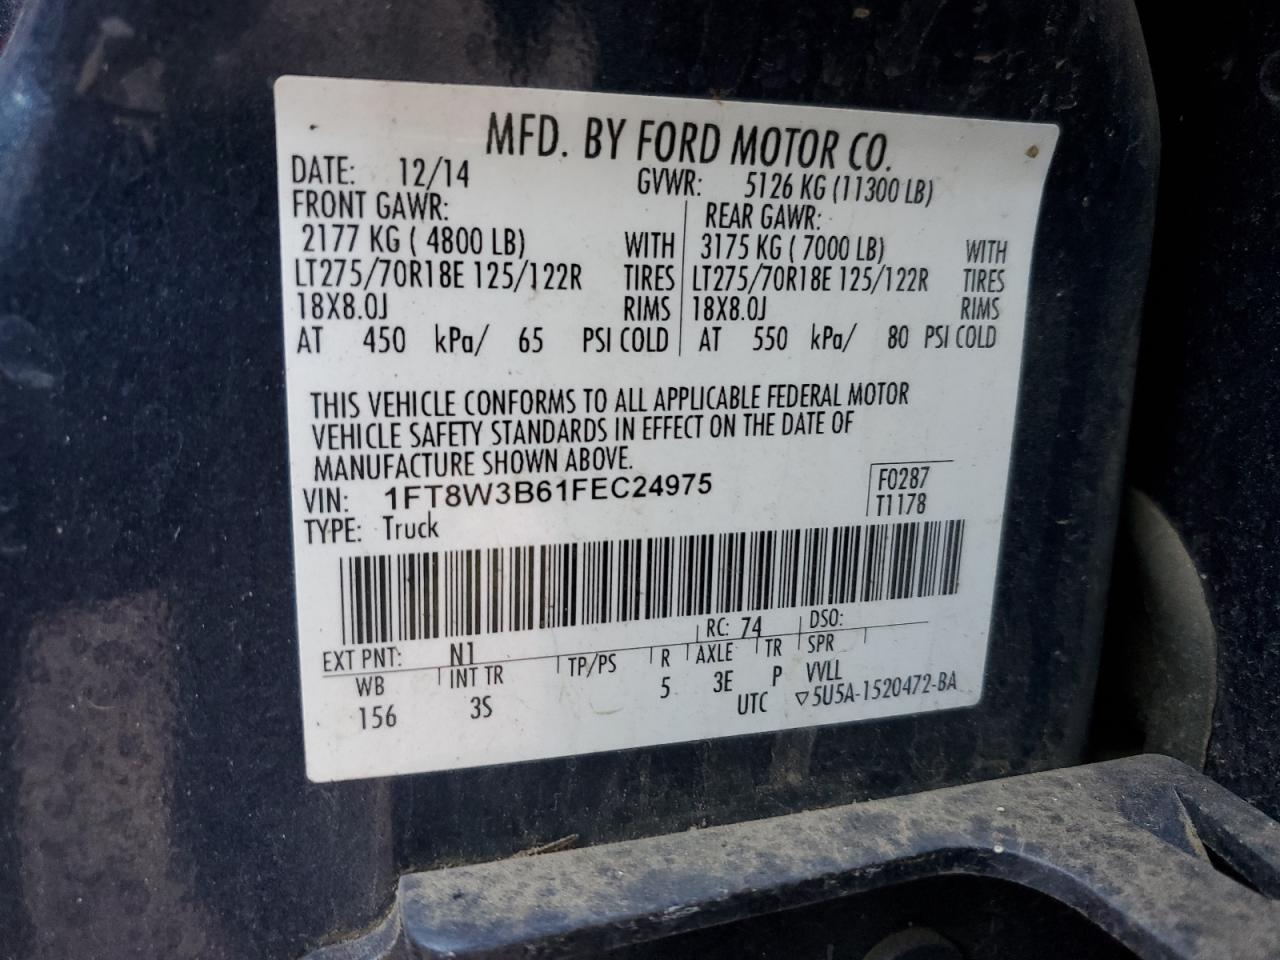 MFD. BY FORD MOTOR CO.
DATE: 12/14 GVWR: 5126 KG (11300 LB)
FRONT GAWR: REAR GAWR:
2177 KG ( 4800 LB) WITH 3175 KG ( 7000 LB) WITH
LT275/70R18E 125/122R TIRES LT275/70R18E 125/122R TIRES
18X8.0J RIMS 18X8.0J RIMS
AT 450 kPa/ 65 PSI COLD AT 550 kPa/ 80 PSI COLD
THIS VEHICLE CONFORMS TO ALL APPLICABLE FEDERAL MOTOR
VEHICLE SAFETY STANDARDS IN EFFECT ON THE DATE OF
MANUFACTURE SHOWN ABOVE.
VIN: 1FT8W3B61FEC24975 F0287
TYPE: Truck T1178
EXT PNT: N1 RC: 74 DSO:
WB INT TR TP/PS R AXLE TR SPR
156 3S 5 3E P VVLL
UTC ▽5U5A-1520472-BA